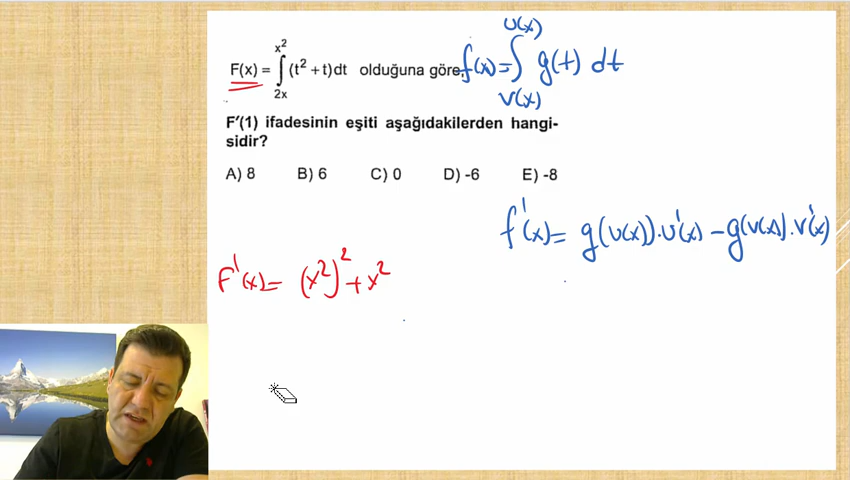 F(x) = ∫_{2x}^{x²} (t² + t)dt olduğuna göre,
f(x) = ∫_{v(x)}^{u(x)} g(t) dt
F′(1) ifadesinin eşiti aşağıdakilerden hangi-
sidir?
A) 8 B) 6 C) 0 D) -6 E) -8
f'(x) = g(u(x)).u'(x) - g(v(x).v'(x)
F'(x) = (x²)² + x²